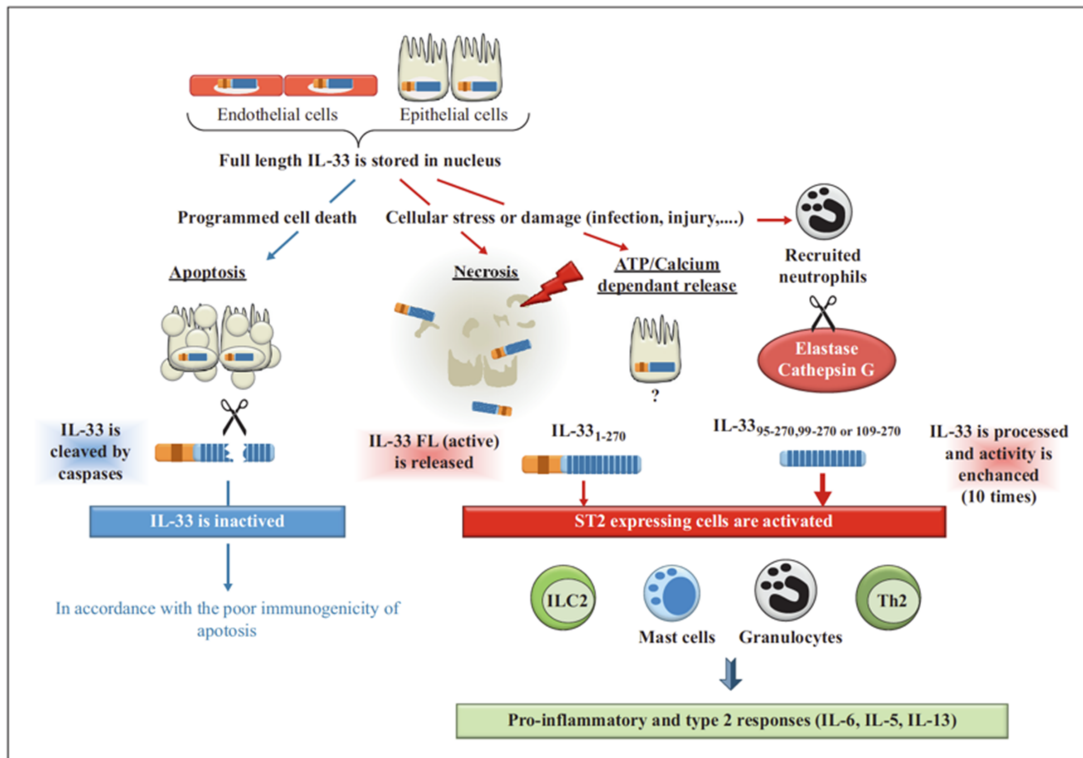 Endothelial cells
Epithelial cells
Full length IL-33 is stored in nucleus
Programmed cell death
Cellular stress or damage (infection, injury,....)
Recruited
neutrophils
Apoptosis
Necrosis
ATP/Calcium
dependant release
Elastase
Cathepsin G
?
IL-33 is
cleaved by
caspases
IL-33 FL (active)
is released
IL-33₁₋₂₇₀
IL-33₉₅₋₂₇₀,₉₉₋₂₇₀ or ₁₀₉₋₂₇₀
IL-33 is processed
and activity is
enchanced
(10 times)
IL-33 is inactived
ST2 expressing cells are activated
In accordance with the poor immunogenicity of
apotosis
ILC2
Mast cells
Granulocytes
Th2
Pro-inflammatory and type 2 responses (IL-6, IL-5, IL-13)